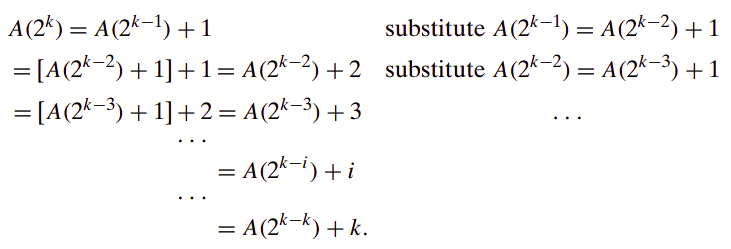 A(2^k) = A(2^{k−1}) + 1 substitute A(2^{k−1}) = A(2^{k−2}) + 1
= [A(2^{k−2}) + 1] + 1 = A(2^{k−2}) + 2 substitute A(2^{k−2}) = A(2^{k−3}) + 1
= [A(2^{k−3}) + 1] + 2 = A(2^{k−3}) + 3 ...
...
= A(2^{k−i}) + i
...
= A(2^{k−k}) + k.